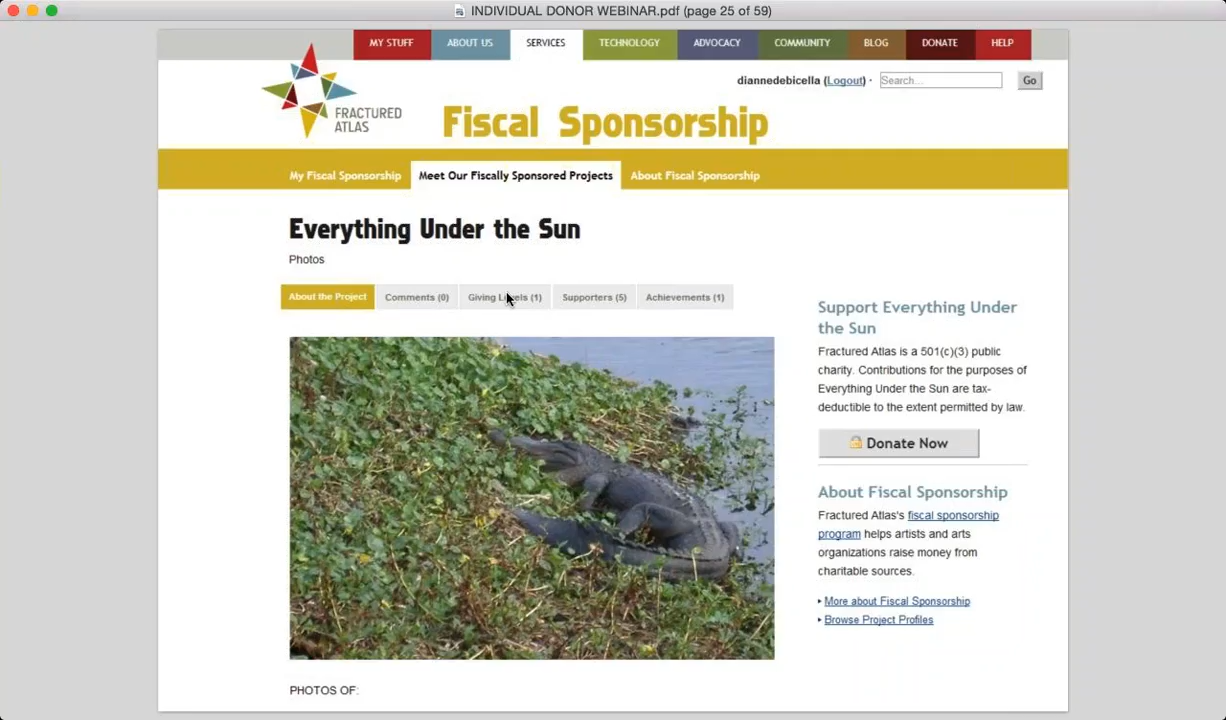 INDIVIDUAL DONOR WEBINAR.pdf (page 25 of 59)
MY STUFF ABOUT US SERVICES TECHNOLOGY ADVOCACY COMMUNITY BLOG DONATE HELP
diannedebicella (Logout) · Search... Go
FRACTURED
ATLAS
Fiscal Sponsorship
My Fiscal Sponsorship Meet Our Fiscally Sponsored Projects About Fiscal Sponsorship
Everything Under the Sun
Photos
About the Project Comments (0) Giving Levels (1) Supporters (5) Achievements (1)
Support Everything Under
the Sun
Fractured Atlas is a 501(c)(3) public
charity. Contributions for the purposes of
Everything Under the Sun are tax-
deductible to the extent permitted by law.
Donate Now
About Fiscal Sponsorship
Fractured Atlas's fiscal sponsorship
program helps artists and arts
organizations raise money from
charitable sources.
More about Fiscal Sponsorship
Browse Project Profiles
PHOTOS OF: